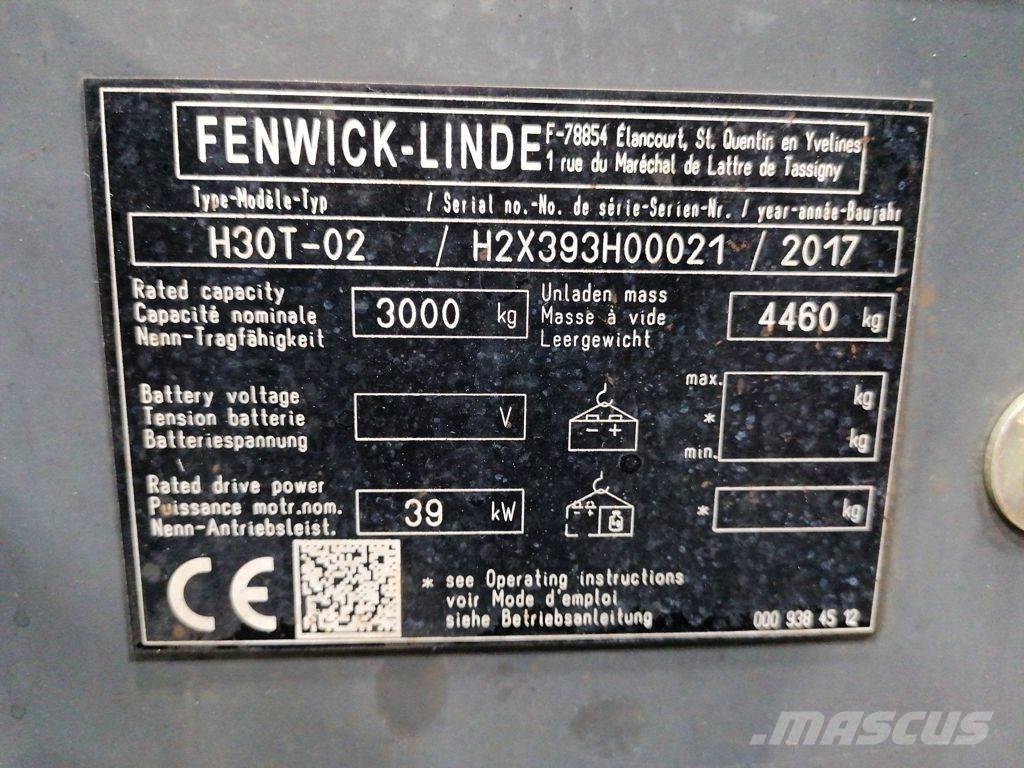 FENWICK-LINDE F-78854 Élancourt, St. Quentin en Yvelines
1 rue du Maréchal de Lattre de Tassigny
Type-Modèle-Typ / Serial no.-No. de série-Serien-Nr. / year-année-Baujahr
H30T-02 / H2X393H00021 / 2017
Rated capacity
Capacité nominale
Nenn-Tragfähigkeit
3000 kg
Unladen mass
Masse à vide
Leergewicht
4460 kg
Battery voltage
Tension batterie
Batteriespannung
V
- +
max.
*
min.
kg
kg
Rated drive power
Puissance motr.nom.
Nenn-Antriebsleist.
39 kW
- +
* kg
CE
* see Operating instructions
voir Mode d'emploi
siehe Betriebsanleitung
000 938 45 12
MASCUS